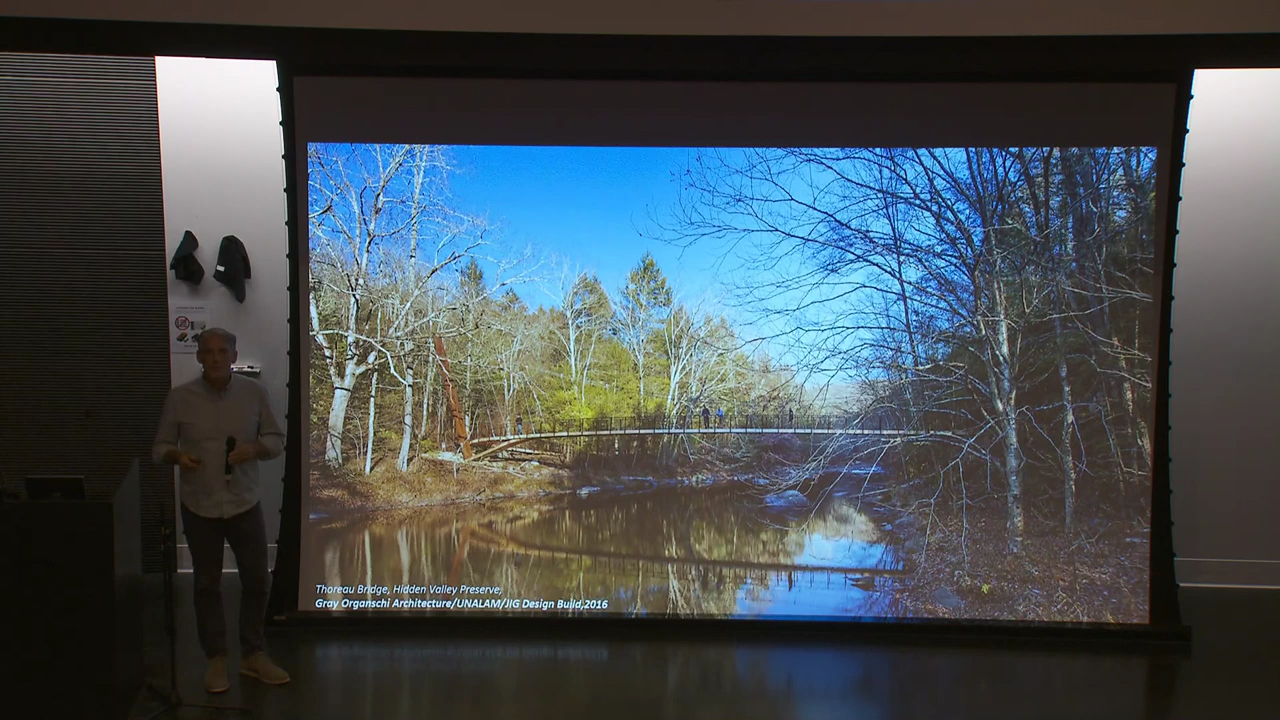 Thoreau Bridge, Hidden Valley Preserve,
Gray Organschi Architecture/UNALAM/JIG Design Build,2016